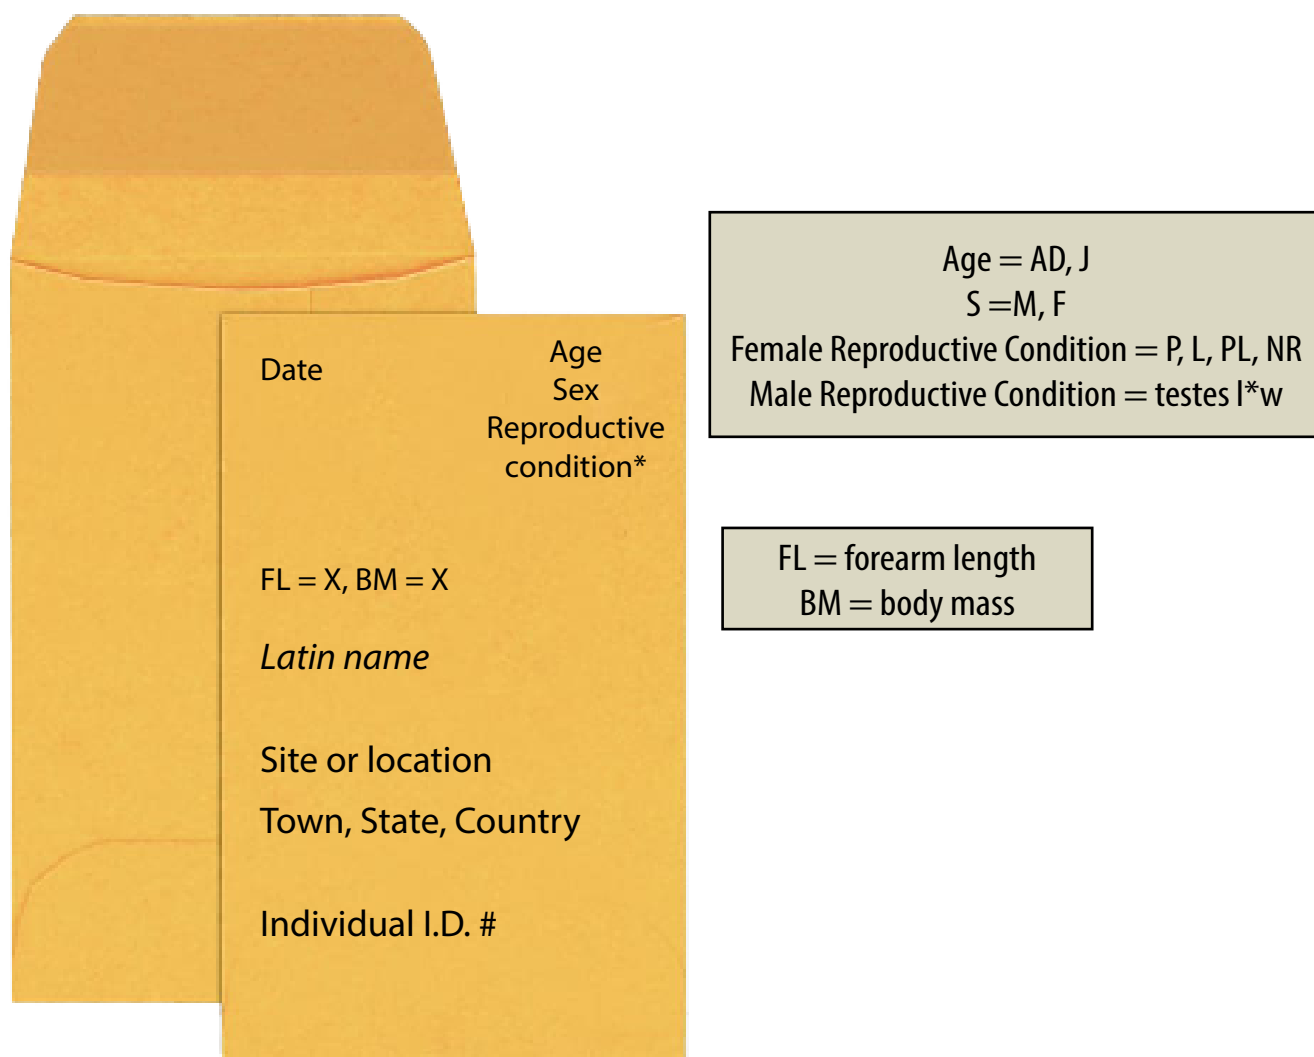 Date
Age
Sex
Reproductive
condition*
FL = X, BM = X
Latin name
Site or location
Town, State, Country
Individual I.D. #
Age = AD, J
S =M, F
Female Reproductive Condition = P, L, PL, NR
Male Reproductive Condition = testes l*w
FL = forearm length
BM = body mass